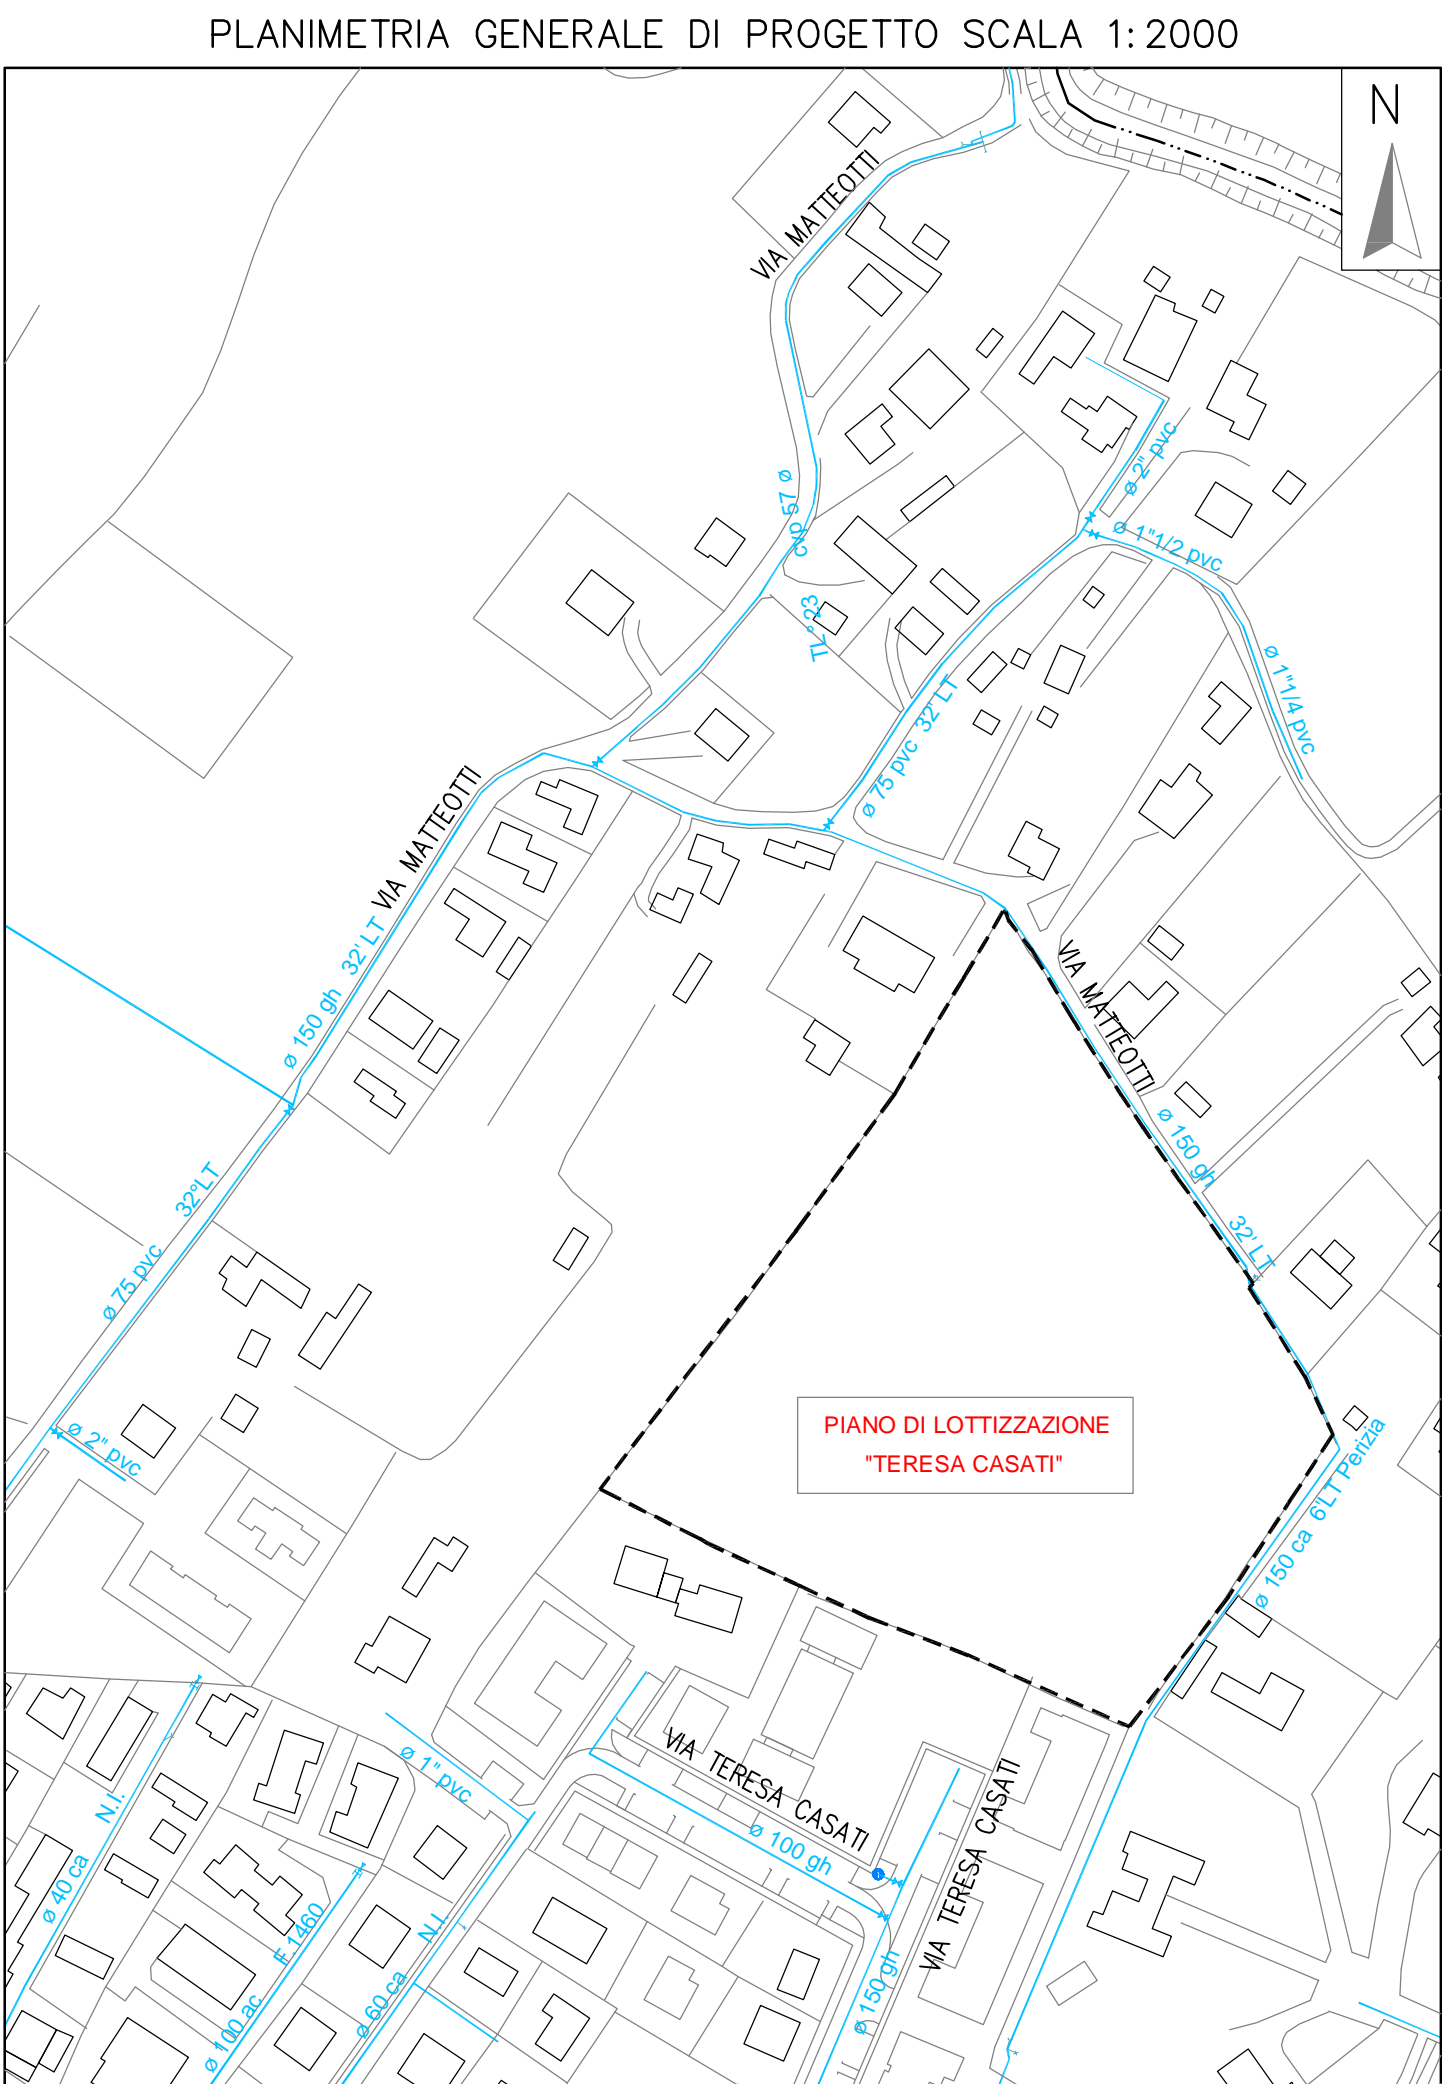 PLANIMETRIA GENERALE DI PROGETTO SCALA 1:2000
N
VIA MATTEOTTI
ø 2" pvc
ø 75 pvc
ø 1"1/2 pvc
TL° 23
ø 1"1/4 pvc
ø 75 pvc 32' LT
VIA MATTEOTTI
ø 150 gh 32' LT
VIA MATTEOTTI
ø 150 gh
32' LT
ø 75 pvc 32°LT
PIANO DI LOTTIZZAZIONE
"TERESA CASATI"
ø 2" pvc
ø 150 ca 6'LT Perizia
VIA TERESA CASATI
ø 1" pvc
VIA TERESA CASATI
ø 100 gh
ø 40 ca N.I.
ø 100 ac F.1460
ø 60 ca N.I.
ø 150 gh